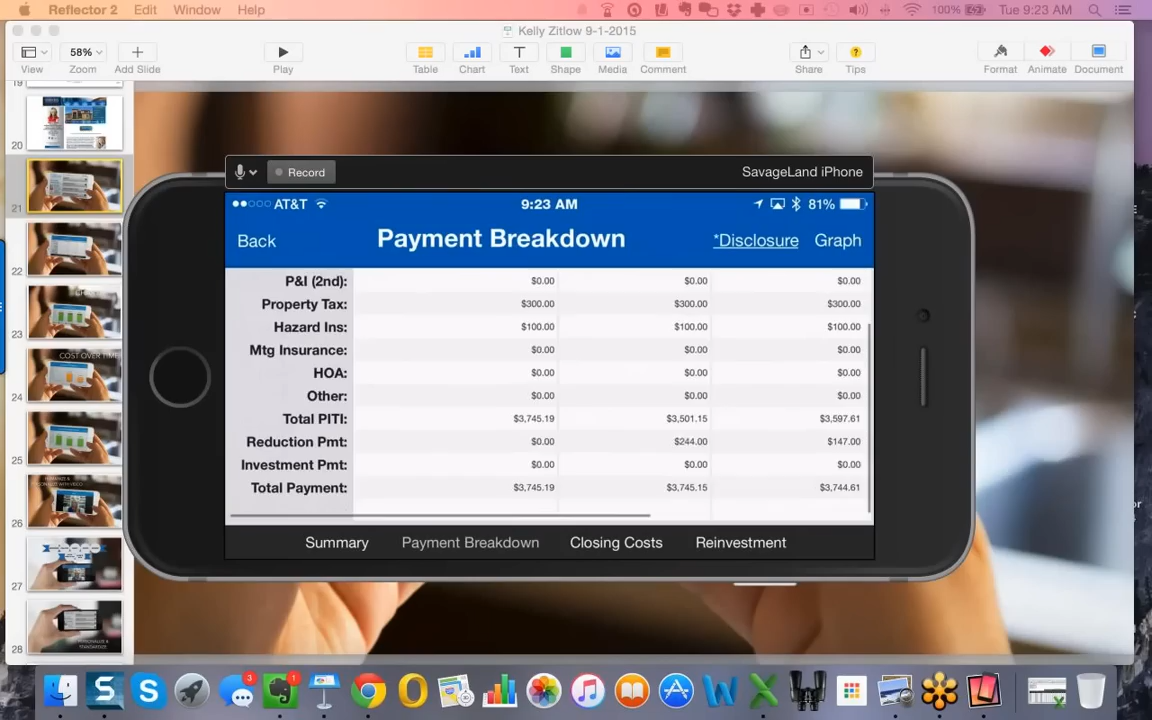 Reflector 2 Edit Window Help 100% Tue 9:23 AM
Kelly Zitlow 9-1-2015
58%
View Zoom Add Slide Play Table Chart Text Shape Media Comment Share Tips Format Animate Document
19
20
21
22
23
24
COST OVER TIME
25
26
27
28
Record SavageLand iPhone
AT&T 9:23 AM 81%
Back Payment Breakdown *Disclosure Graph
P&I (2nd): $0.00 $0.00 $0.00
Property Tax: $300.00 $300.00 $300.00
Hazard Ins: $100.00 $100.00 $100.00
Mtg Insurance: $0.00 $0.00 $0.00
HOA: $0.00 $0.00 $0.00
Other: $0.00 $0.00 $0.00
Total PITI: $3,745.19 $3,501.15 $3,597.61
Reduction Pmt: $0.00 $244.00 $147.00
Investment Pmt: $0.00 $0.00 $0.00
Total Payment: $3,745.19 $3,745.15 $3,744.61
Summary Payment Breakdown Closing Costs Reinvestment
3
1